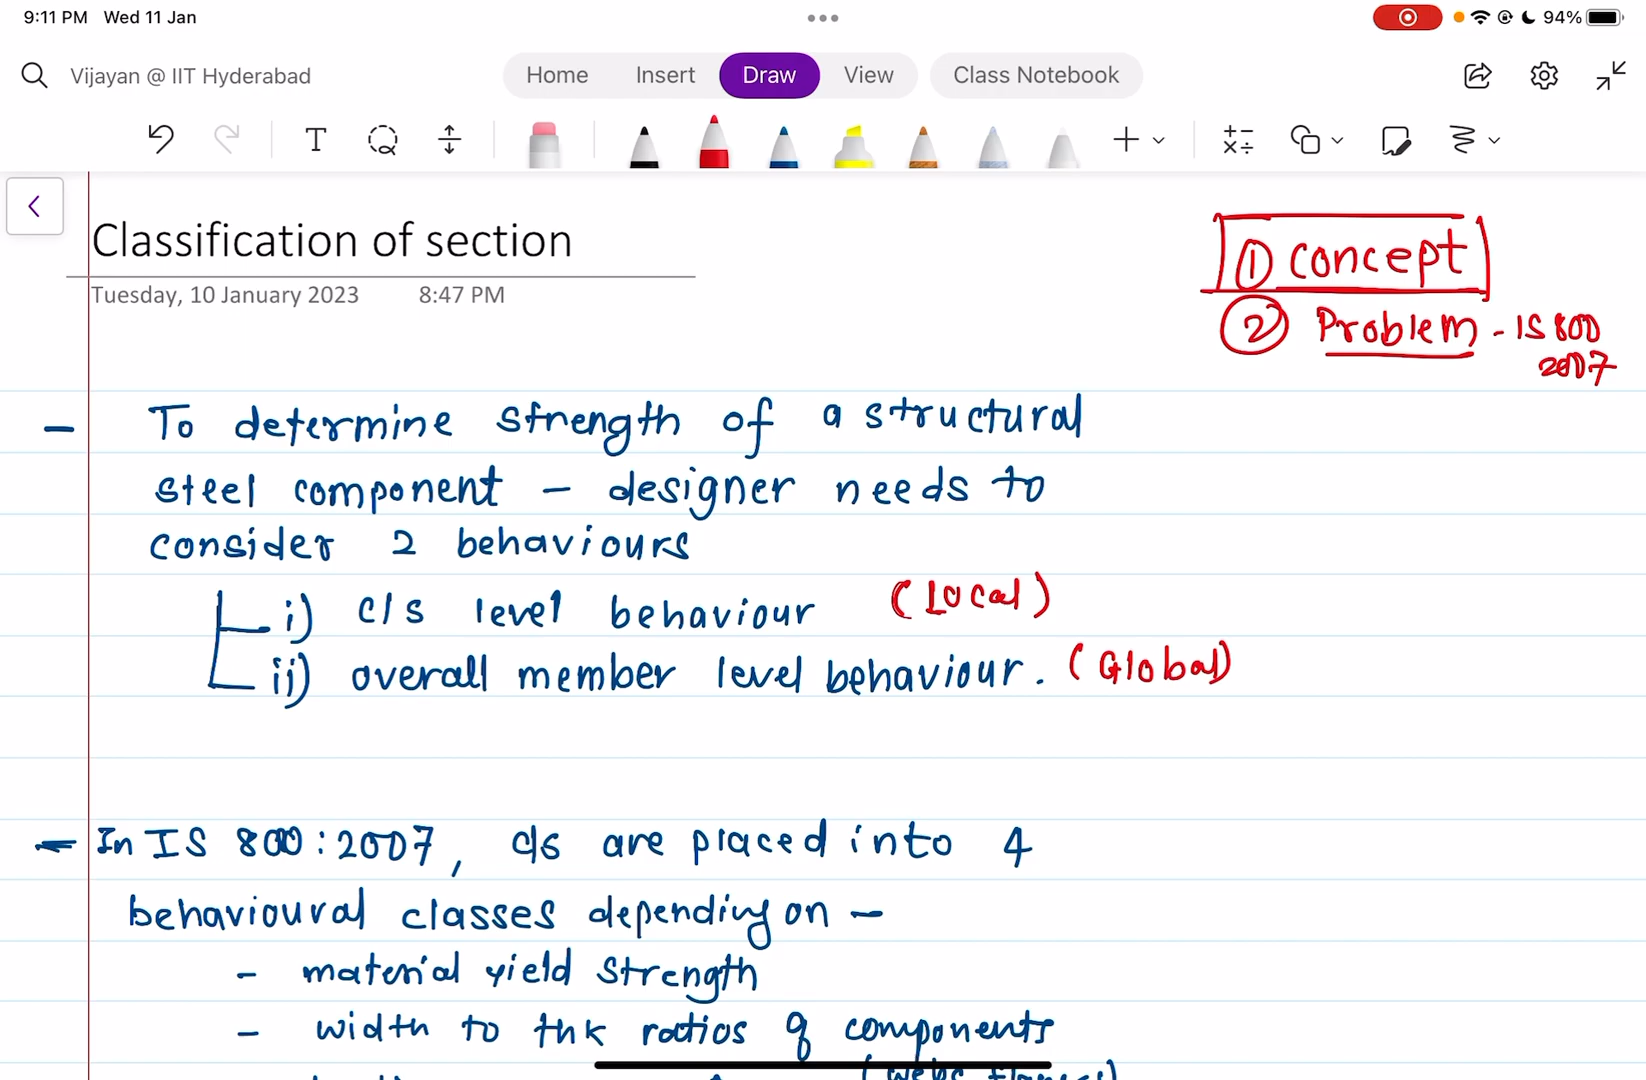 9:11 PM Wed 11 Jan
94%
Vijayan @ IIT Hyderabad
Home Insert Draw View Class Notebook
Classification of section
Tuesday, 10 January 2023 8:47 PM
① Concept
② Problem - IS 800
2007
- To determine strength of a structural
steel component - designer needs to
consider 2 behaviours
i) c/s level behaviour (Local)
ii) overall member level behaviour. (Global)
- In IS 800:2007, c/s are placed into 4
behavioural classes depending on -
- material yield strength
- width to thk ratios of components
(webs flanges)